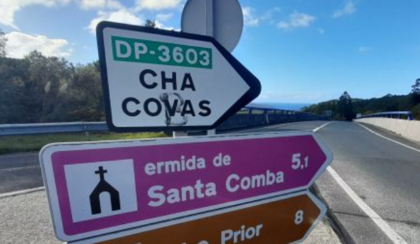 DP-3603
CHA
COVAS
ermida de
Santa Comba 5,1
Prior 8